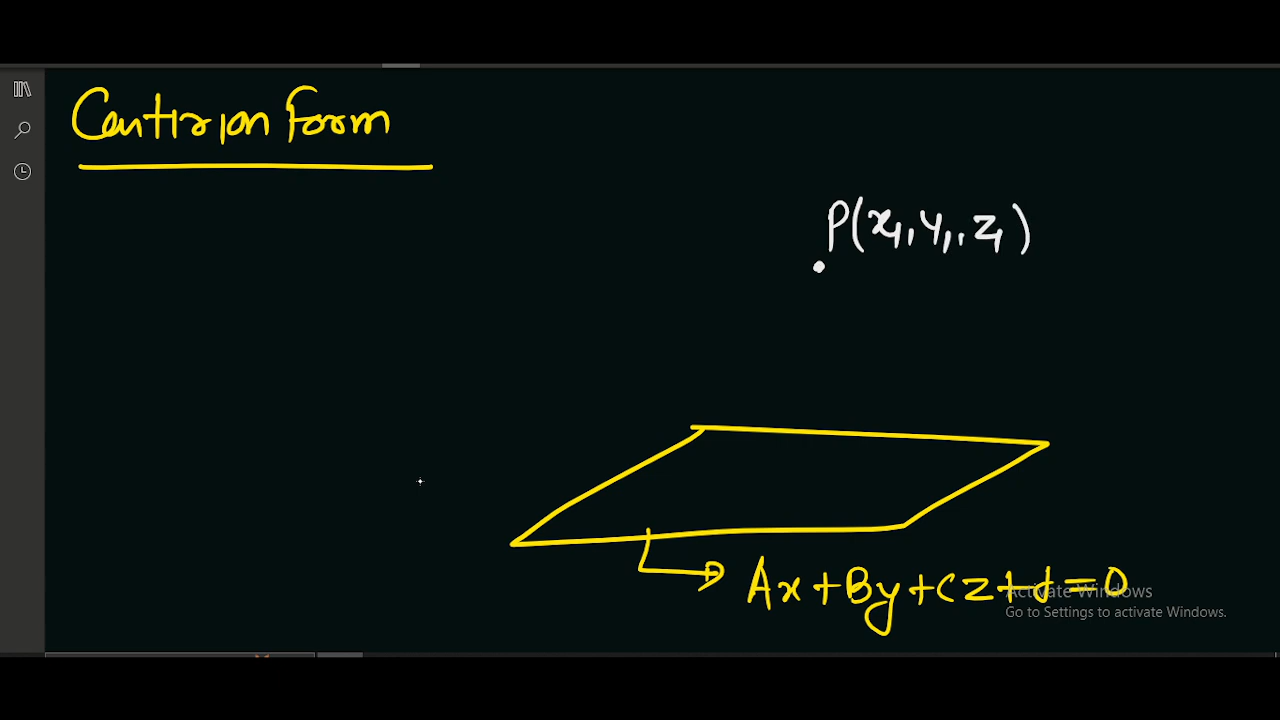 Cartesian Form
P(x₁, y₁, z₁)
Ax + By + Cz + d = 0
Activate Windows
Go to Settings to activate Windows.